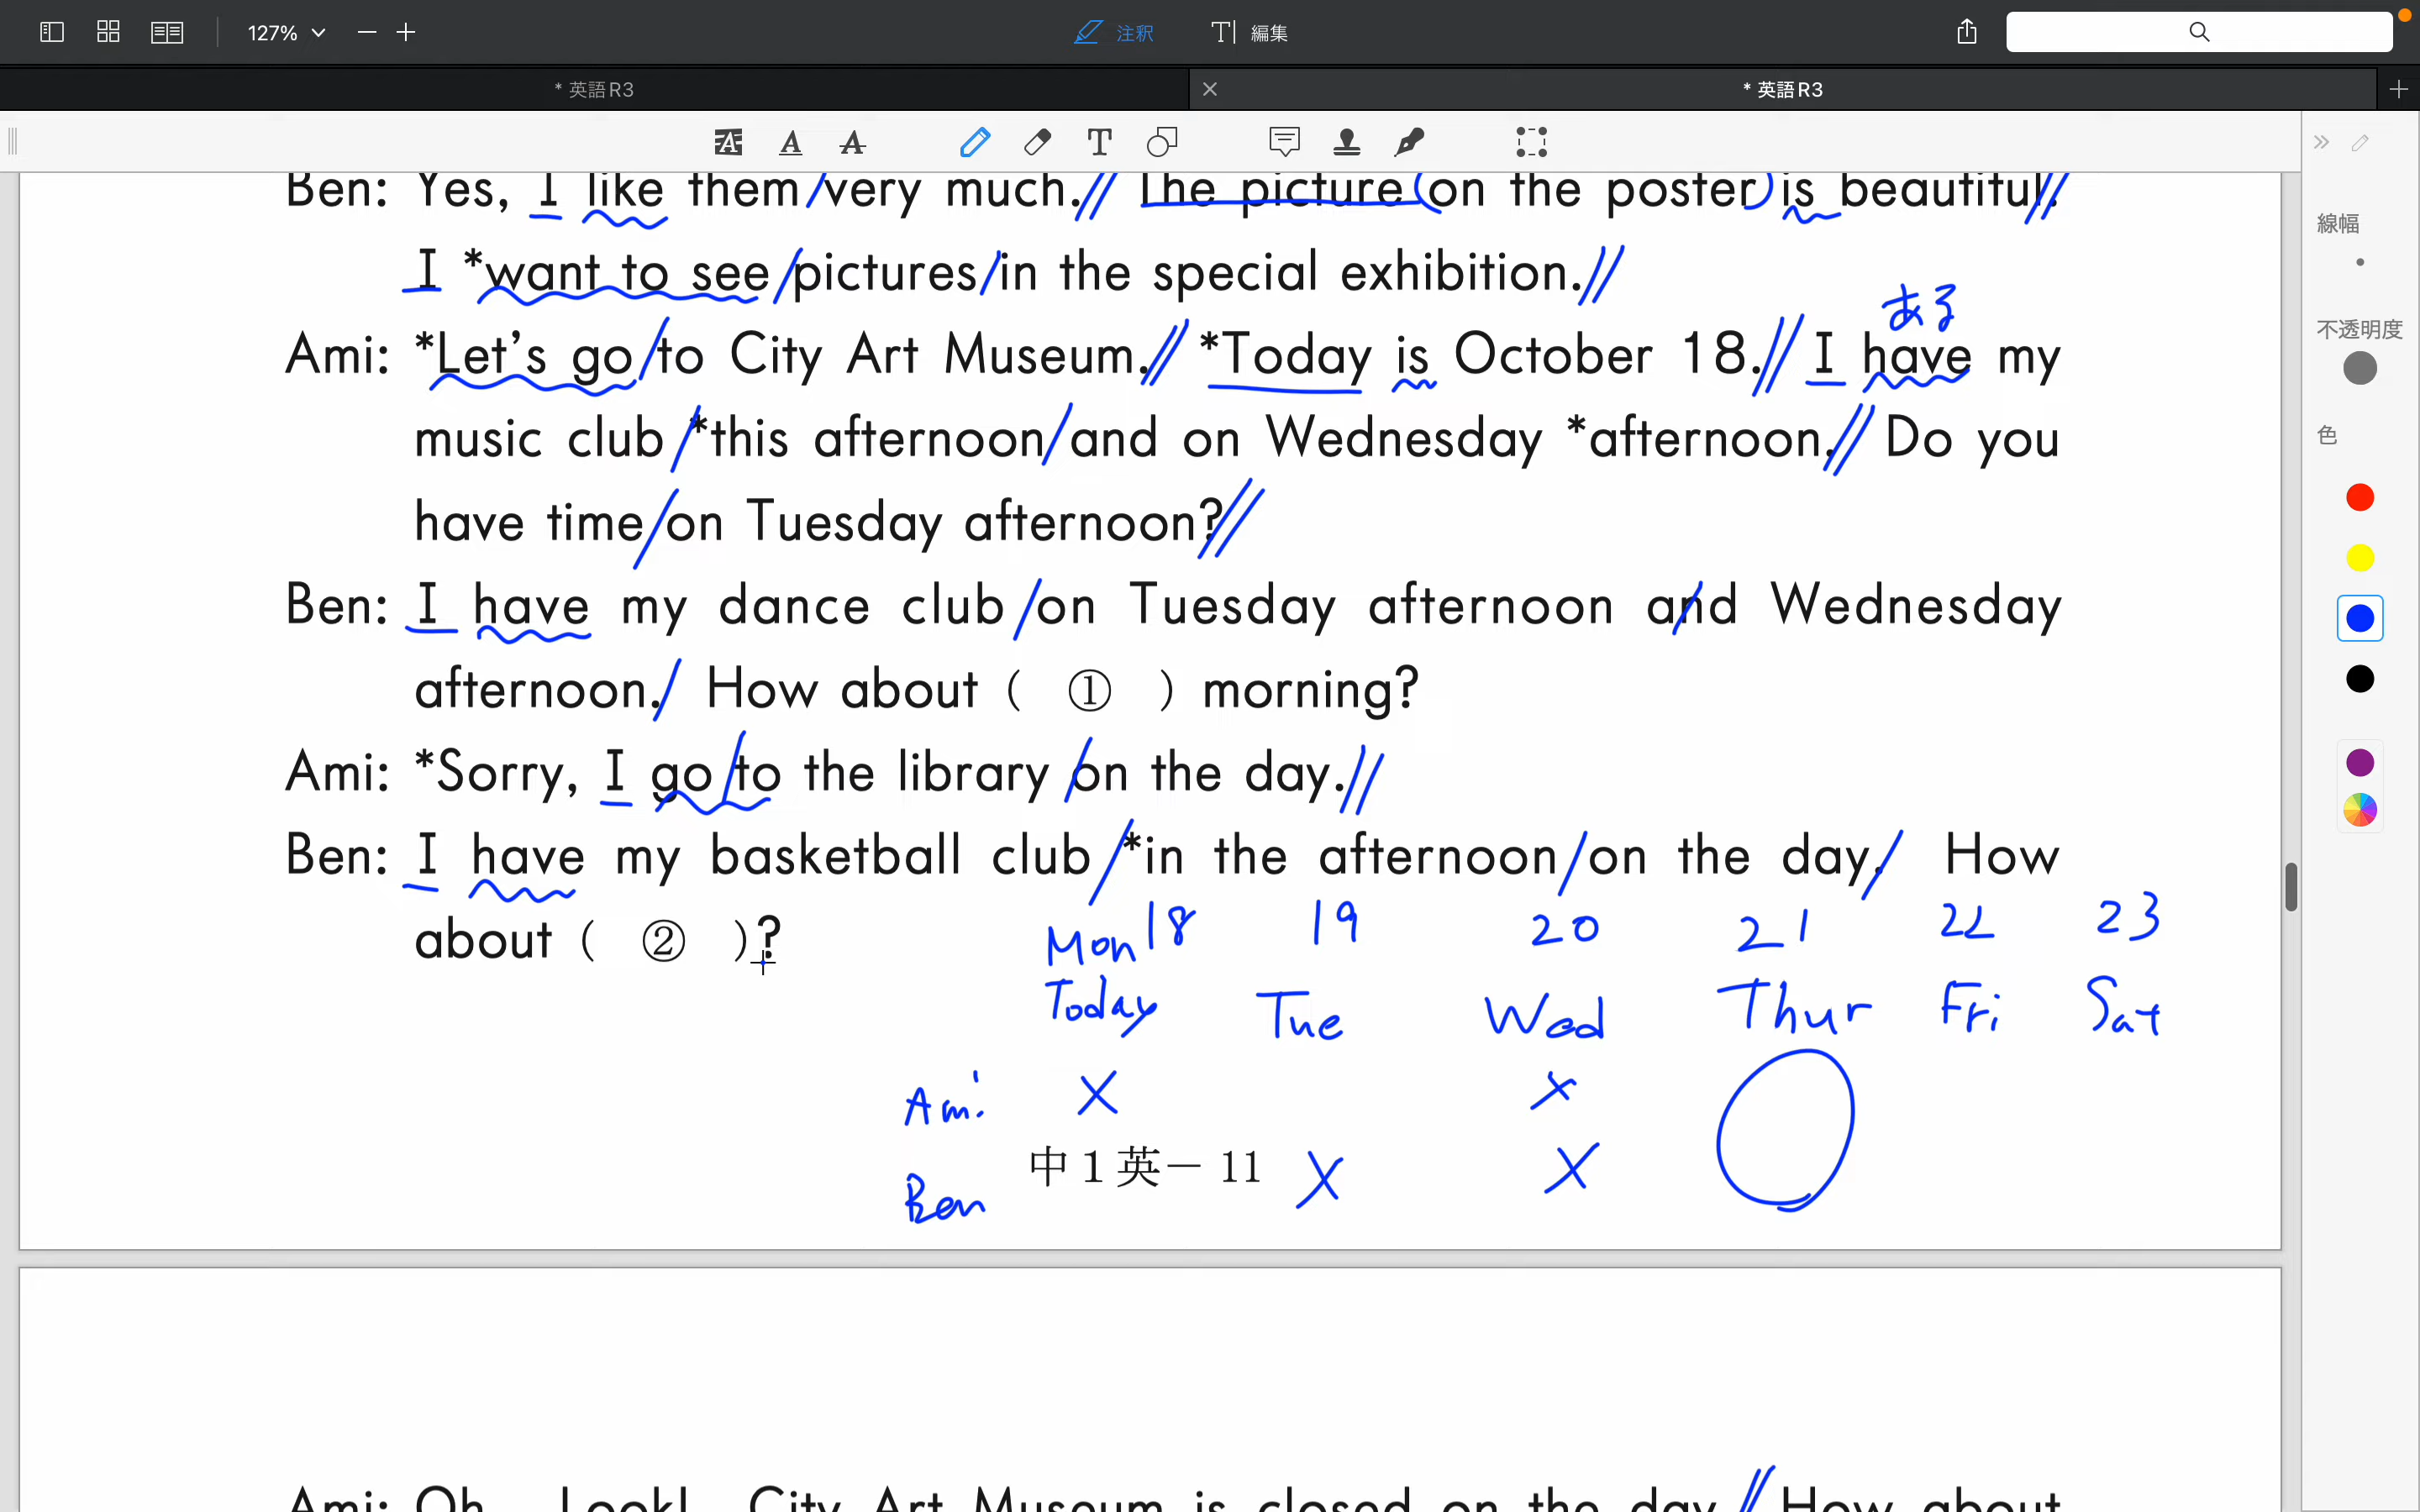 127%
注釈
編集
* 英語R3
* 英語R3
線幅
不透明度
色
Ben: Yes, I like them very much. The picture on the poster is beautiful.
I *want to see pictures in the special exhibition.
ある
Ami: *Let's go to City Art Museum. *Today is October 18. I have my
music club *this afternoon and on Wednesday *afternoon. Do you
have time on Tuesday afternoon?
Ben: I have my dance club on Tuesday afternoon and Wednesday
afternoon. How about ( ① ) morning?
Ami: *Sorry, I go to the library on the day.
Ben: I have my basketball club *in the afternoon on the day. How
about ( ② )?
Mon 18 19 20 21 22 23
Today Tue Wed Thur Fri Sat
Ami X X
Ben X X
中1英－11
Ami: Oh. Look! City Art Museum is closed on the day. How about